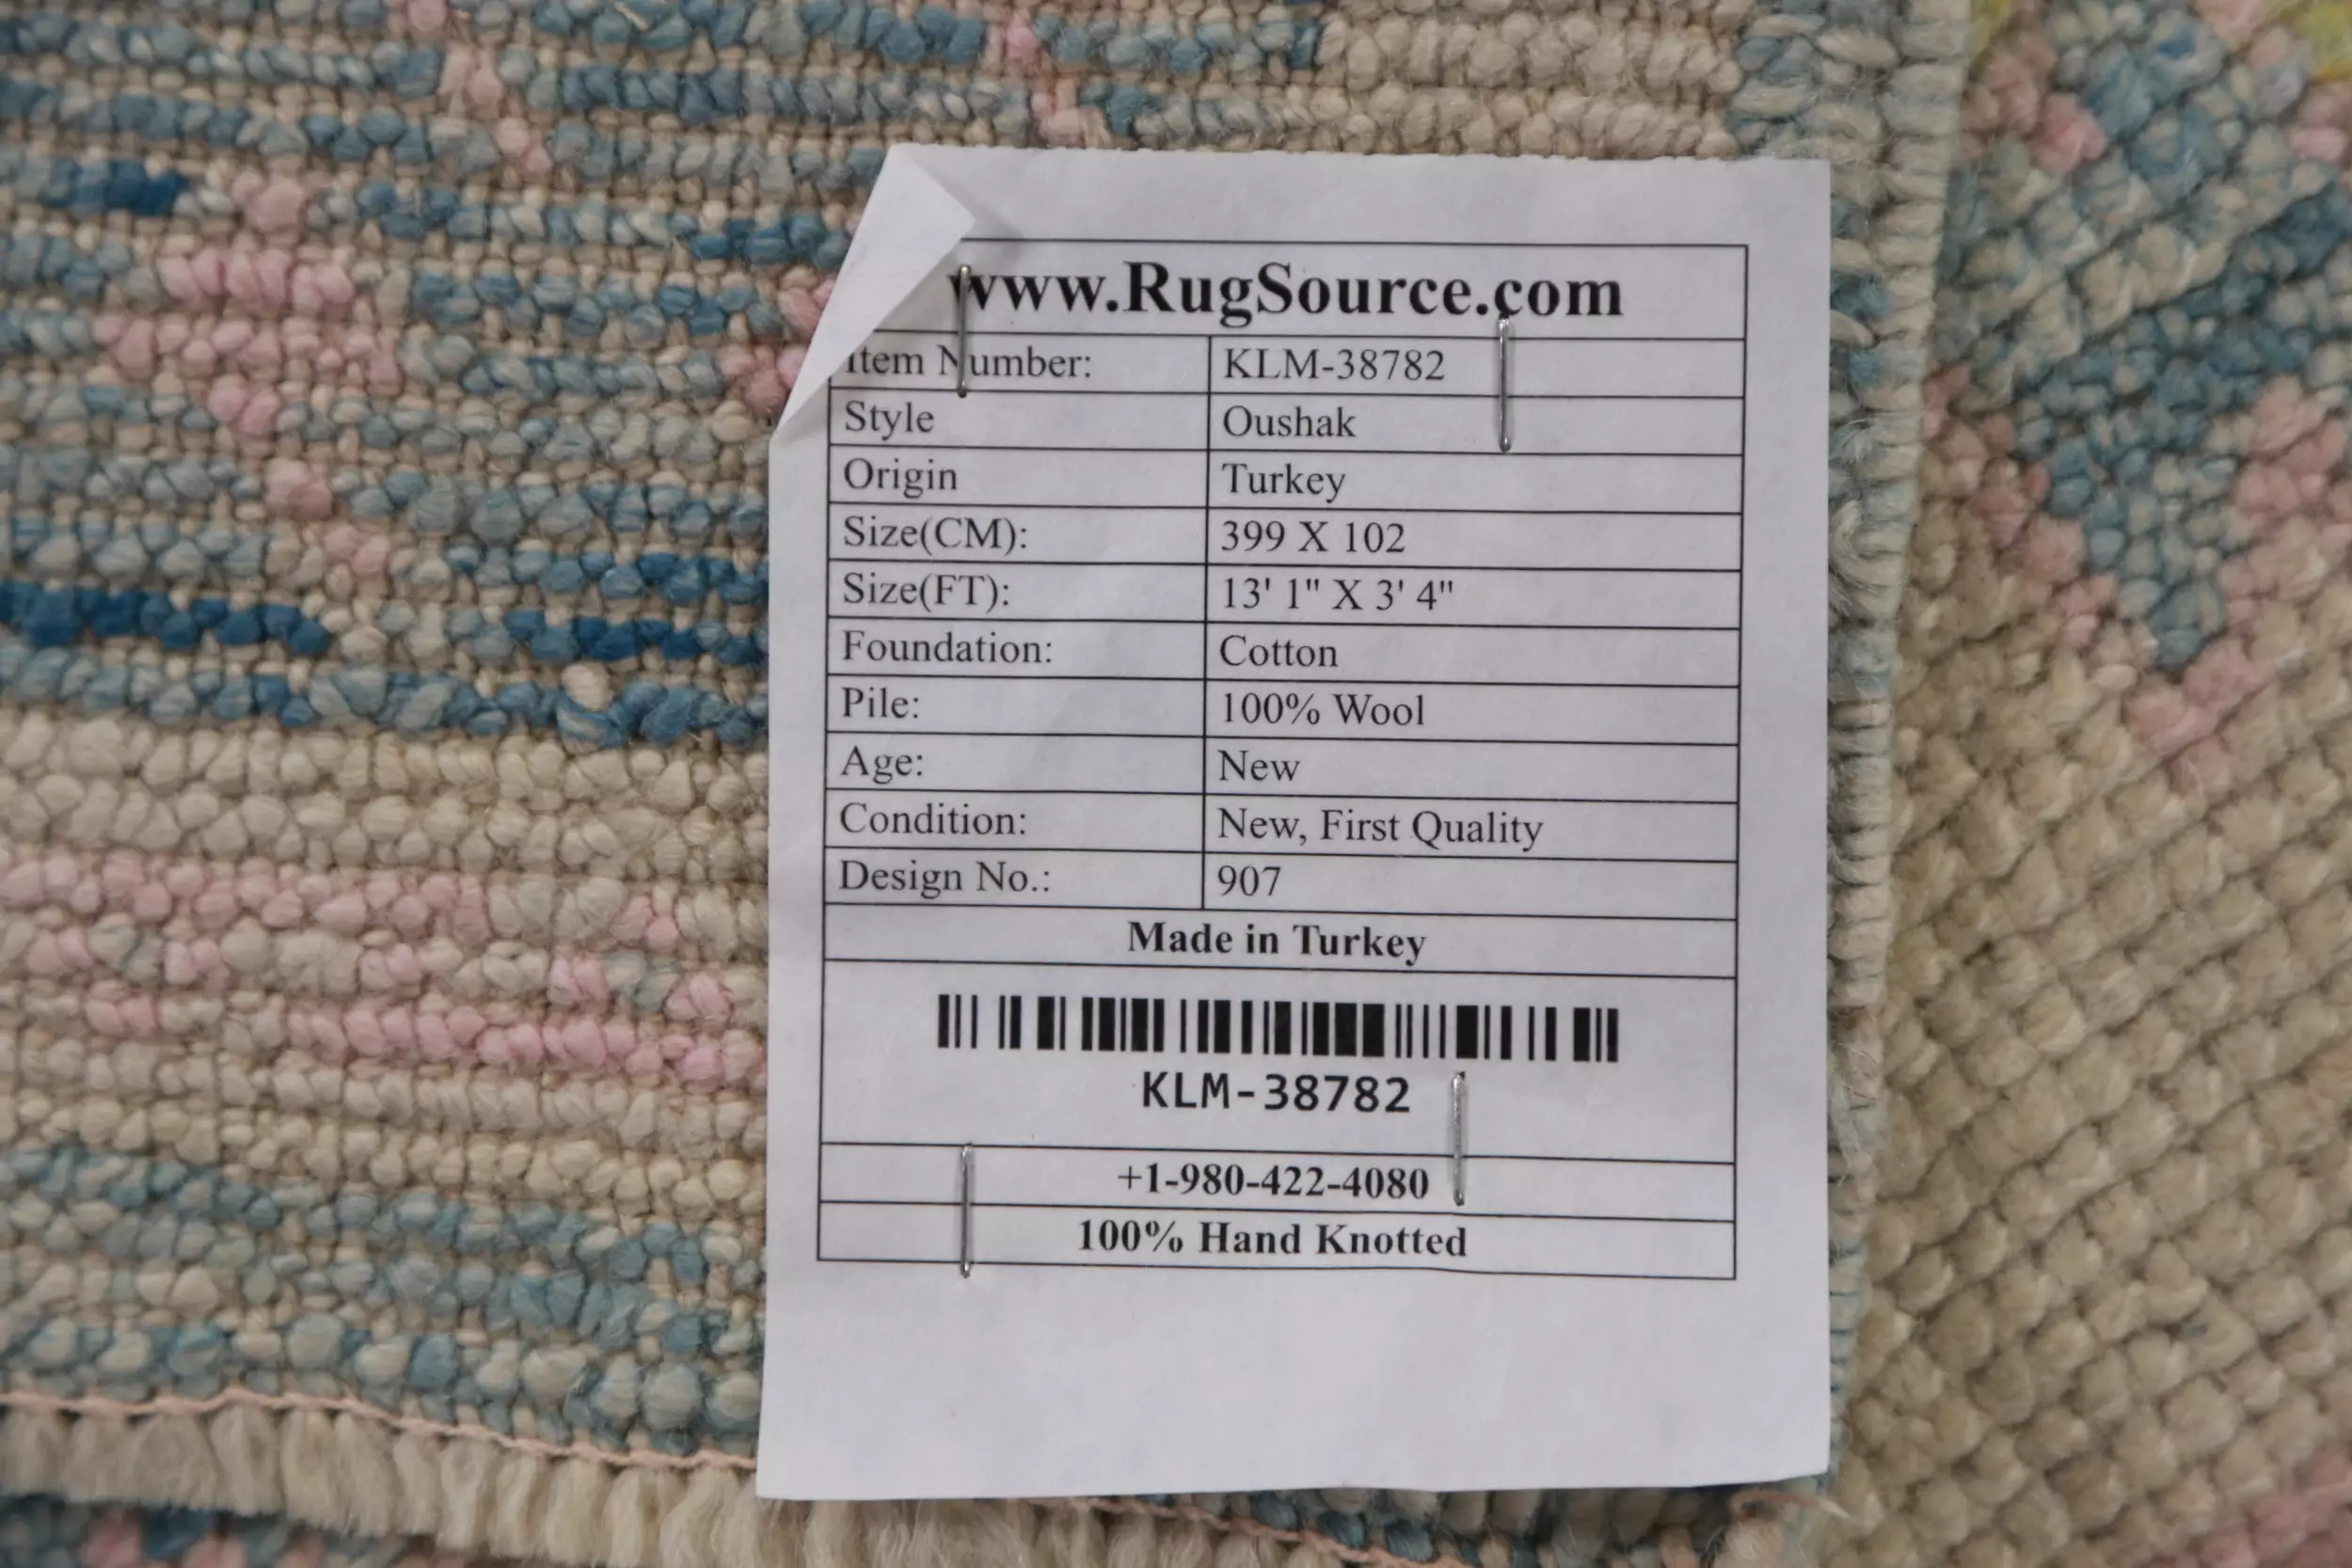 www.RugSource.com
Item Number: KLM-38782
Style Oushak
Origin Turkey
Size(CM): 399 X 102
Size(FT): 13' 1" X 3' 4"
Foundation: Cotton
Pile: 100% Wool
Age: New
Condition: New, First Quality
Design No.: 907
Made in Turkey
KLM-38782
+1-980-422-4080
100% Hand Knotted